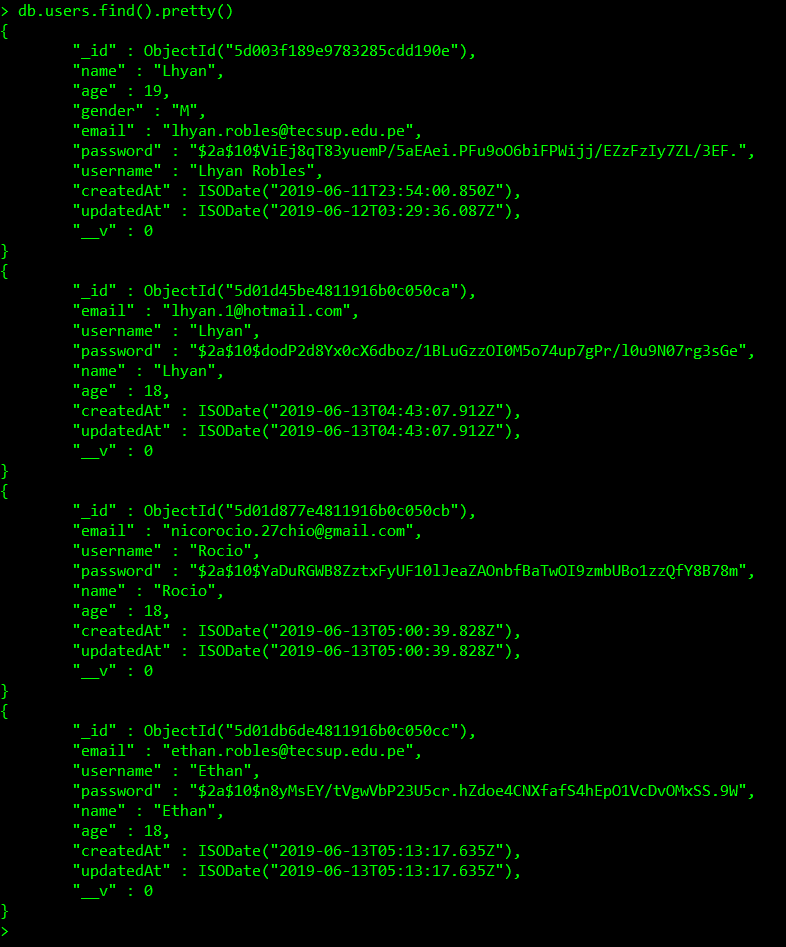 > db.users.find().pretty()
{
"_id" : ObjectId("5d003f189e9783285cdd190e"),
"name" : "Lhyan",
"age" : 19,
"gender" : "M",
"email" : "lhyan.robles@tecsup.edu.pe",
"password" : "$2a$10$ViEj8qT83yuemP/5aEAei.PFu9oO6biFPWijj/EZzFzIy7ZL/3EF.",
"username" : "Lhyan Robles",
"createdAt" : ISODate("2019-06-11T23:54:00.850Z"),
"updatedAt" : ISODate("2019-06-12T03:29:36.087Z"),
"__v" : 0
}
{
"_id" : ObjectId("5d01d45be4811916b0c050ca"),
"email" : "lhyan.1@hotmail.com",
"username" : "Lhyan",
"password" : "$2a$10$dodP2d8Yx0cX6dboz/1BLuGzzOI0M5o74up7gPr/l0u9N07rg3sGe",
"name" : "Lhyan",
"age" : 18,
"createdAt" : ISODate("2019-06-13T04:43:07.912Z"),
"updatedAt" : ISODate("2019-06-13T04:43:07.912Z"),
"__v" : 0
}
{
"_id" : ObjectId("5d01d877e4811916b0c050cb"),
"email" : "nicorocio.27chio@gmail.com",
"username" : "Rocio",
"password" : "$2a$10$YaDuRGWB8ZztxFyUF10lJeaZAOnbfBaTwOI9zmbUBo1zzQfY8B78m",
"name" : "Rocio",
"age" : 18,
"createdAt" : ISODate("2019-06-13T05:00:39.828Z"),
"updatedAt" : ISODate("2019-06-13T05:00:39.828Z"),
"__v" : 0
}
{
"_id" : ObjectId("5d01db6de4811916b0c050cc"),
"email" : "ethan.robles@tecsup.edu.pe",
"username" : "Ethan",
"password" : "$2a$10$n8yMsEY/tVgwVbP23U5cr.hZdoe4CNXfafS4hEpO1VcDvOMxSS.9W",
"name" : "Ethan",
"age" : 18,
"createdAt" : ISODate("2019-06-13T05:13:17.635Z"),
"updatedAt" : ISODate("2019-06-13T05:13:17.635Z"),
"__v" : 0
}
>